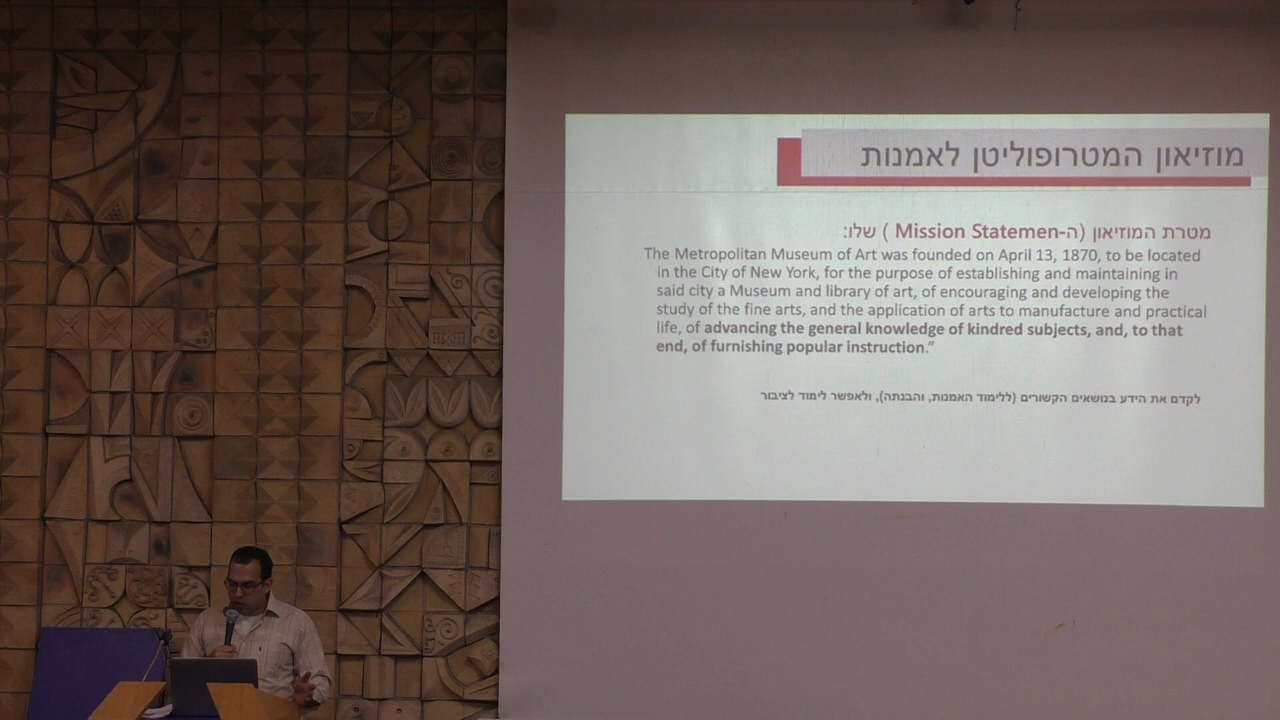 מוזיאון המטרופוליטן לאמנות
מטרת המוזיאון (ה-Mission Statemen ) שלו:
The Metropolitan Museum of Art was founded on April 13, 1870, to be located
in the City of New York, for the purpose of establishing and maintaining in
said city a Museum and library of art, of encouraging and developing the
study of the fine arts, and the application of arts to manufacture and practical
life, of advancing the general knowledge of kindred subjects, and, to that
end, of furnishing popular instruction.”
לקדם את הידע בנושאים הקשורים (ללימוד האמנות, והבנתה), ולאפשר לימוד לציבור